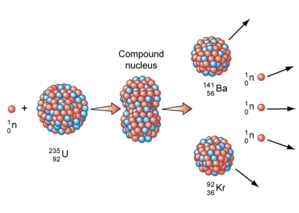 Compound
nucleus
1
0 n
+
235
92 U
141
56 Ba
92
36 Kr
1
0 n
1
0 n
1
0 n